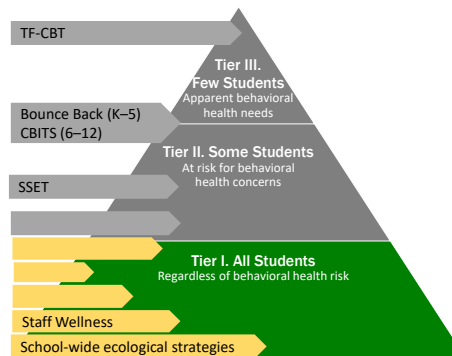 TF-CBT
Tier III.
Few Students
Apparent behavioral
health needs
Bounce Back (K–5)
CBITS (6–12)
Tier II. Some Students
At risk for behavioral
health concerns
SSET
Tier I. All Students
Regardless of behavioral health risk
Staff Wellness
School-wide ecological strategies